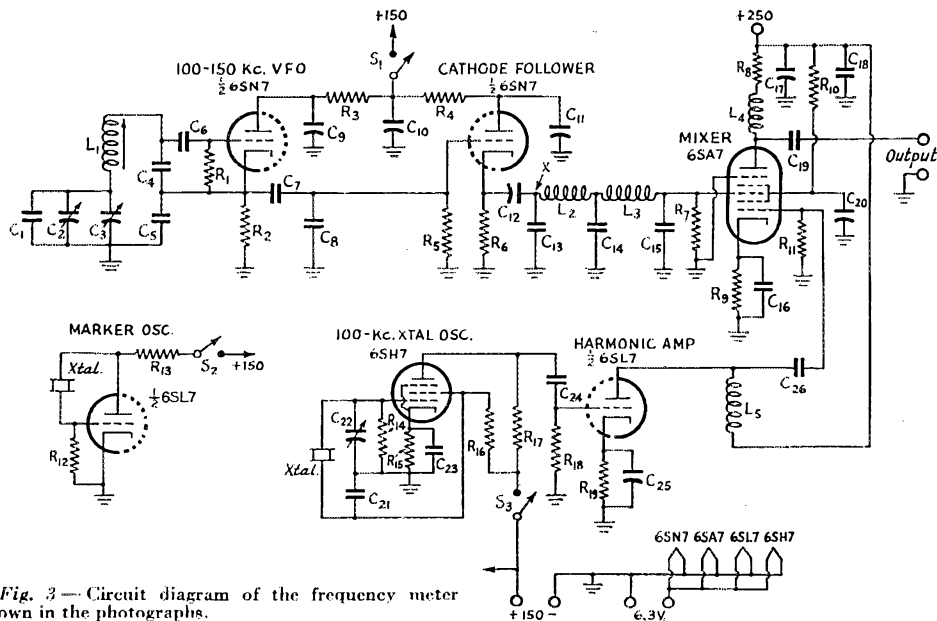 +150
+250
S1
100-150 Kc. VFO
½ 6SN7
CATHODE FOLLOWER
½ 6SN7
R3
R4
R8
C17
R10
C18
L4
C9
C10
C11
MIXER
6SA7
C19
Output
L1
C6
C4
R1
C7
X
C12
L2
L3
R7
C20
C1
C2
C3
C5
R2
C8
R5
R6
C13
C14
C15
R11
R9
C16
MARKER OSC.
R13
S2
+150
Xtal.
½ 6SL7
R12
100-Kc. XTAL OSC.
6SH7
HARMONIC AMP
½ 6SL7
C24
C26
L5
C22
R14
R15
C23
R16
R17
R18
Xtal.
C21
S3
R19
C25
6SN7 6SA7 6SL7 6SH7
+150-
6.3V.
Fig. 3 — Circuit diagram of the frequency meter
own in the photographs.